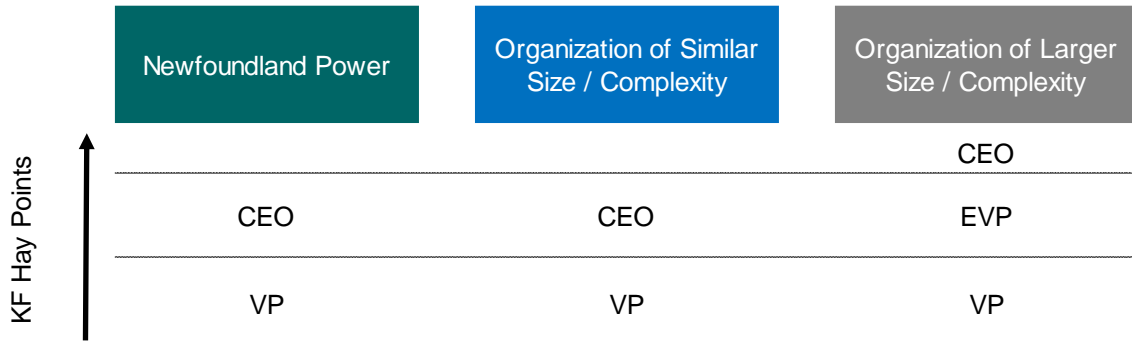 Newfoundland Power
Organization of Similar
Size / Complexity
Organization of Larger
Size / Complexity
KF Hay Points
CEO
CEO
CEO
EVP
VP
VP
VP